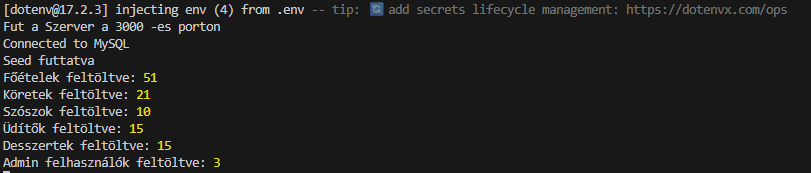 [dotenv@17.2.3] injecting env (4) from .env -- tip: 🔄 add secrets lifecycle management: https://dotenvx.com/ops
Fut a Szerver a 3000 -es porton
Connected to MySQL
Seed futtatva
Főételek feltöltve: 51
Köretek feltöltve: 21
Szószok feltöltve: 10
Üdítők feltöltve: 15
Desszertek feltöltve: 15
Admin felhasználók feltöltve: 3